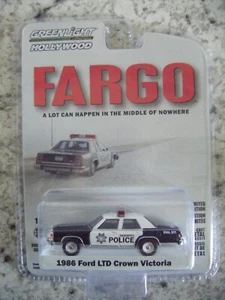 GREENLIGHT
HOLLYWOOD
FARGO
A LOT CAN HAPPEN IN THE MIDDLE OF NOWHERE
POLICE
1986 Ford LTD Crown Victoria